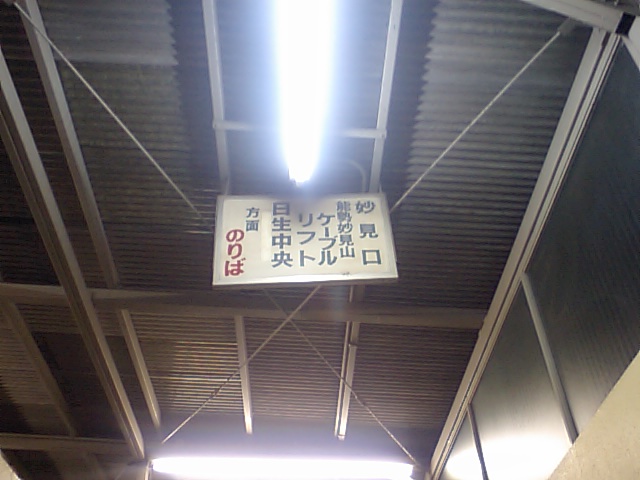 妙見口
能勢妙見山
ケーブル
リフト
日生中央
方面
のりば